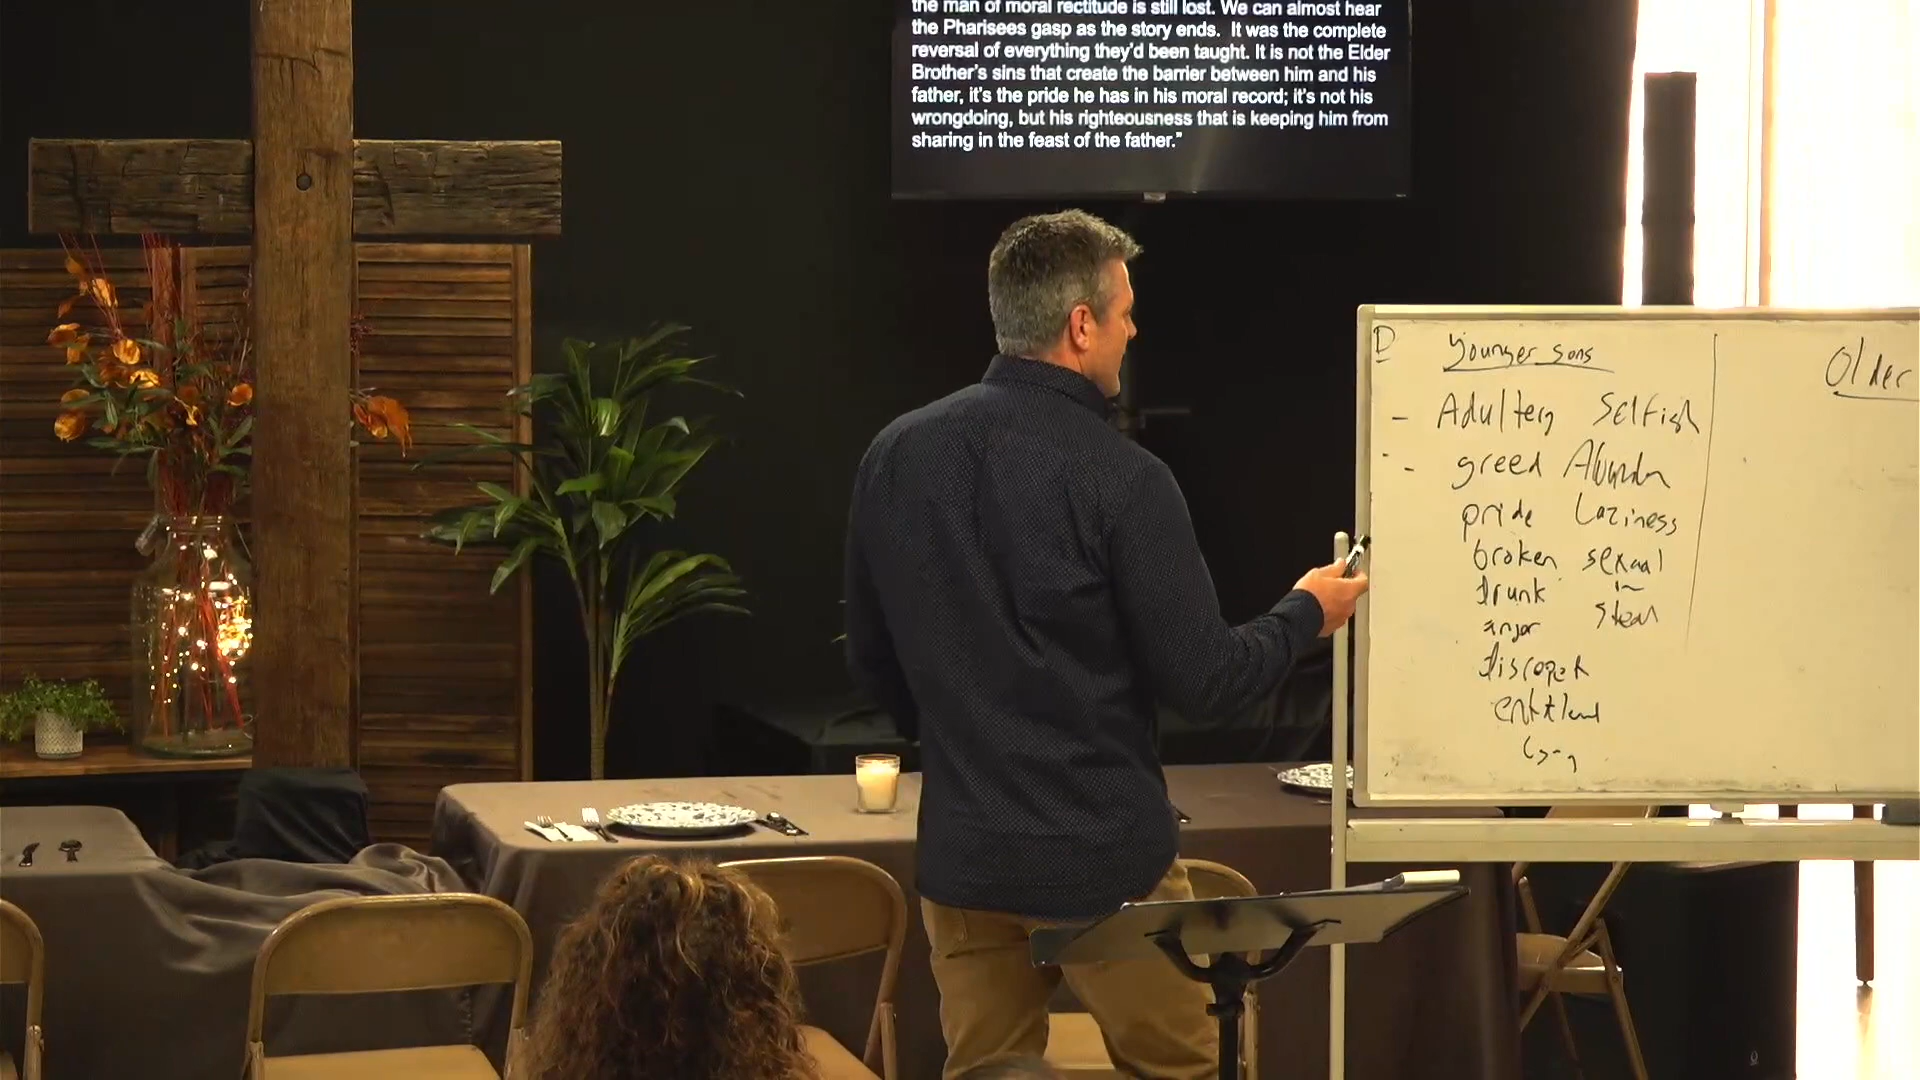 the man of moral rectitude is still lost. We can almost hear
the Pharisees gasp as the story ends.  It was the complete
reversal of everything they'd been taught. It is not the Elder
Brother's sins that create the barrier between him and his
father, it's the pride he has in his moral record; it's not his
wrongdoing, but his righteousness that is keeping him from
sharing in the feast of the father."
D
younger sons
Older
- Adultery Selfish
- greed
pride Laziness
broken sexual
drunk
steal